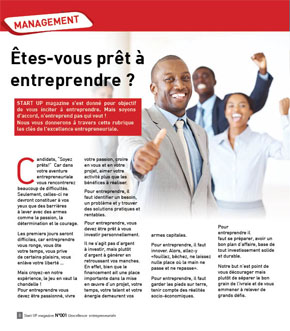 MANAGEMENT
Êtes-vous prêt à
entreprendre ?
START UP magazine s'est donné pour objectif
de vous inciter à entreprendre. Mais soyons
d'accord, n'entreprend pas qui veut !
Nous vous donnerons à travers cette rubrique
les clés de l'excellence entrepreneuriale.
Candidats, "Soyez
prêts!" Car dans
votre aventure
entrepreneuriale
vous rencontrerez
beaucoup de difficultés.
Seulement, celles-ci ne
devront constituer à vos
yeux que des barrières
à lever avec des armes
comme la passion, la
détermination et le courage.
Les premiers jours seront
difficiles, car entreprendre
vous ronge, vous ôte
votre temps, vous prive
de certains plaisirs, vous
enlève votre liberté ...
Mais croyez-en notre
expérience, le jeu en vaut la
chandelle !
Pour entreprendre vous
devez être passionné, vivre
votre passion, croire
en vous et en votre
projet, aimer votre
activité plus que les
bénéfices à réaliser.
Pour entreprendre, il
faut identifier un besoin,
un problème et y trouver
des solutions pratiques et
rentables.
Pour entreprendre, vous
devez être prêt à vous
investir personnellement.
Il ne s'agit pas d'argent
à investir, mais plutôt
d'argent à générer en
retroussant vos manches.
En effet, bien que le
financement ait une place
importante dans la mise
en œuvre d'un projet, votre
temps, votre talent et votre
énergie demeurent vos
armes capitales.
Pour entreprendre, il faut
innover. Alors, allez-y
«fouillez, bêchez, ne laissez
nulle place où la main ne
passe et ne repasse».
Pour entreprendre, il faut
garder les pieds sur terre,
tenir compte des réalités
socio-économiques.
Pour
entreprendre il
faut se préparer, avoir un
bon plan d'affaire, base de
tout investissement solide
et durable.
Notre but n'est point de
vous décourager mais
plutôt de séparer le bon
grain de l'ivraie et de vous
emmener à relever de
grands défis.
Start UP magazine N°001